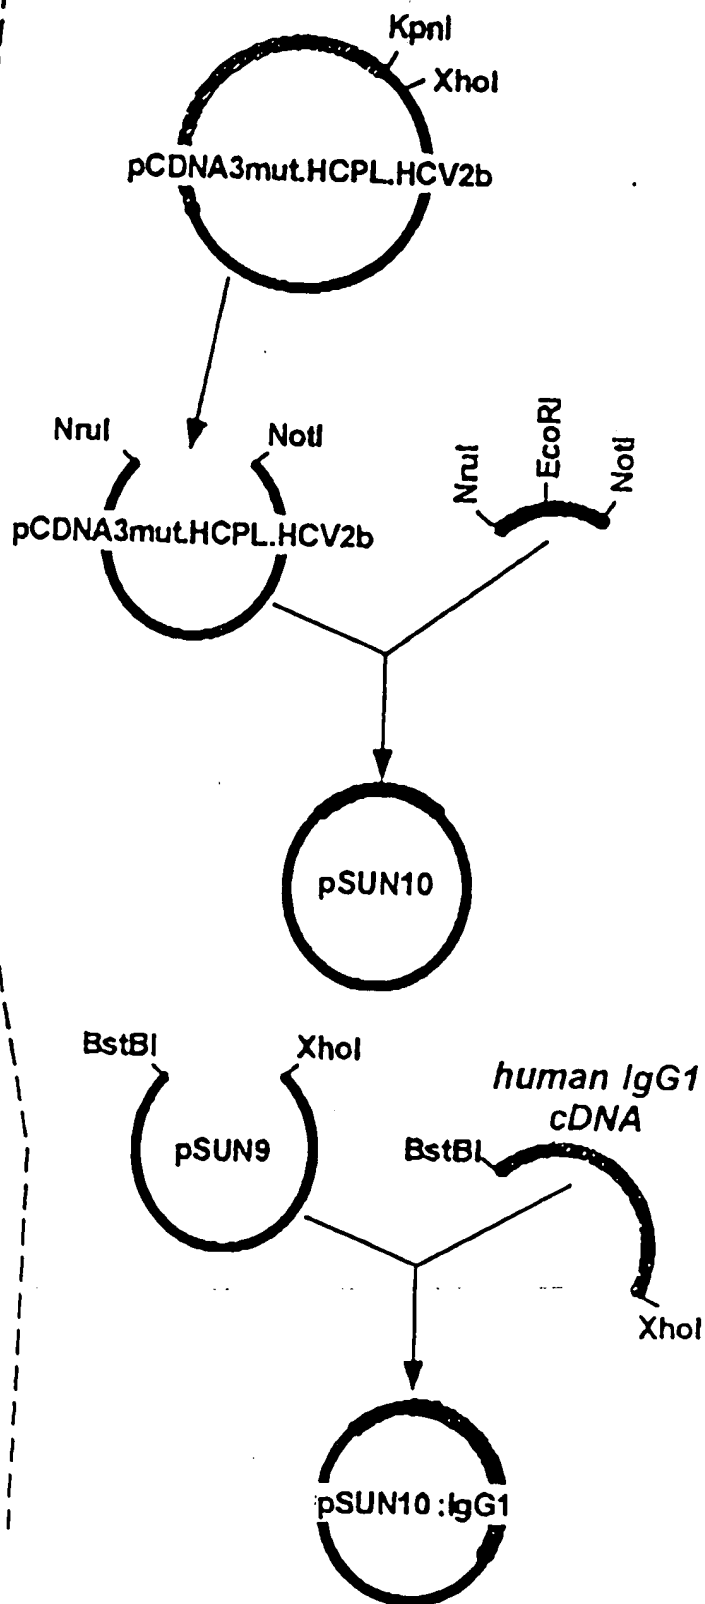 KpnI
XhoI
pCDNA3mut.HCPL.HCV2b
NruI
NotI
pCDNA3mut.HCPL.HCV2b
NruI
EcoRI
NotI
pSUN10
BstBI
XhoI
pSUN9
human IgG1
cDNA
BstBI
XhoI
pSUN10:IgG1